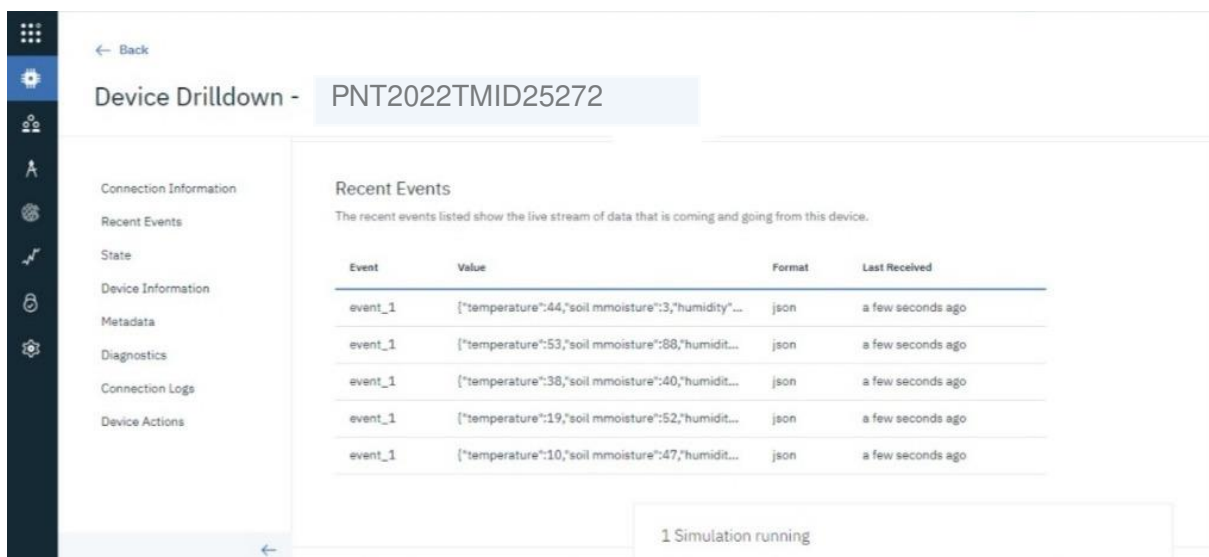 ← Back
Device Drilldown - PNT2022TMID25272
Connection Information
Recent Events
State
Device Information
Metadata
Diagnostics
Connection Logs
Device Actions
Recent Events
The recent events listed show the live stream of data that is coming and going from this device.
Event Value Format Last Received
event_1 {"temperature":44,"soil mmoisture":3,"humidity"... json a few seconds ago
event_1 {"temperature":53,"soil mmoisture":88,"humidit... json a few seconds ago
event_1 {"temperature":38,"soil mmoisture":40,"humidit... json a few seconds ago
event_1 {"temperature":19,"soil mmoisture":52,"humidit... json a few seconds ago
event_1 {"temperature":10,"soil mmoisture":47,"humidit... json a few seconds ago
1 Simulation running